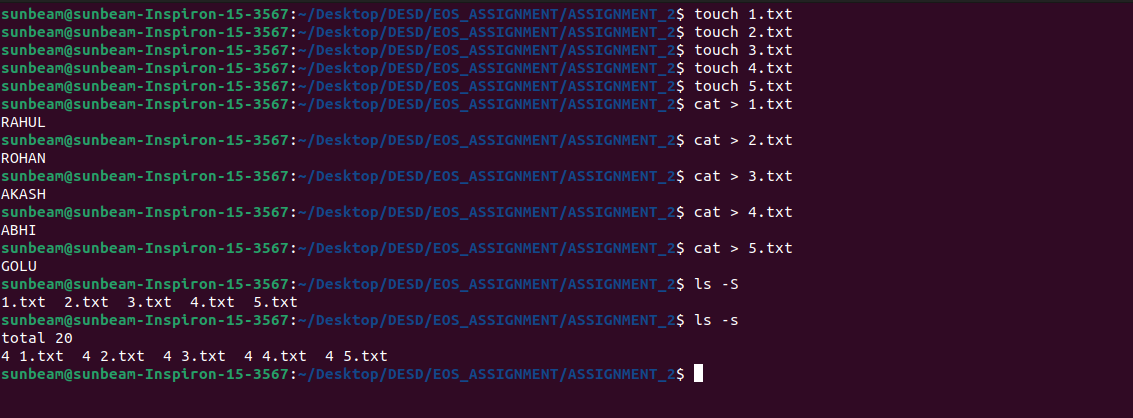 sunbeam@sunbeam-Inspiron-15-3567:~/Desktop/DESD/EOS_ASSIGNMENT/ASSIGNMENT_2$ touch 1.txt
sunbeam@sunbeam-Inspiron-15-3567:~/Desktop/DESD/EOS_ASSIGNMENT/ASSIGNMENT_2$ touch 2.txt
sunbeam@sunbeam-Inspiron-15-3567:~/Desktop/DESD/EOS_ASSIGNMENT/ASSIGNMENT_2$ touch 3.txt
sunbeam@sunbeam-Inspiron-15-3567:~/Desktop/DESD/EOS_ASSIGNMENT/ASSIGNMENT_2$ touch 4.txt
sunbeam@sunbeam-Inspiron-15-3567:~/Desktop/DESD/EOS_ASSIGNMENT/ASSIGNMENT_2$ touch 5.txt
sunbeam@sunbeam-Inspiron-15-3567:~/Desktop/DESD/EOS_ASSIGNMENT/ASSIGNMENT_2$ cat > 1.txt
RAHUL
sunbeam@sunbeam-Inspiron-15-3567:~/Desktop/DESD/EOS_ASSIGNMENT/ASSIGNMENT_2$ cat > 2.txt
ROHAN
sunbeam@sunbeam-Inspiron-15-3567:~/Desktop/DESD/EOS_ASSIGNMENT/ASSIGNMENT_2$ cat > 3.txt
AKASH
sunbeam@sunbeam-Inspiron-15-3567:~/Desktop/DESD/EOS_ASSIGNMENT/ASSIGNMENT_2$ cat > 4.txt
ABHI
sunbeam@sunbeam-Inspiron-15-3567:~/Desktop/DESD/EOS_ASSIGNMENT/ASSIGNMENT_2$ cat > 5.txt
GOLU
sunbeam@sunbeam-Inspiron-15-3567:~/Desktop/DESD/EOS_ASSIGNMENT/ASSIGNMENT_2$ ls -S
1.txt  2.txt  3.txt  4.txt  5.txt
sunbeam@sunbeam-Inspiron-15-3567:~/Desktop/DESD/EOS_ASSIGNMENT/ASSIGNMENT_2$ ls -s
total 20
4 1.txt  4 2.txt  4 3.txt  4 4.txt  4 5.txt
sunbeam@sunbeam-Inspiron-15-3567:~/Desktop/DESD/EOS_ASSIGNMENT/ASSIGNMENT_2$